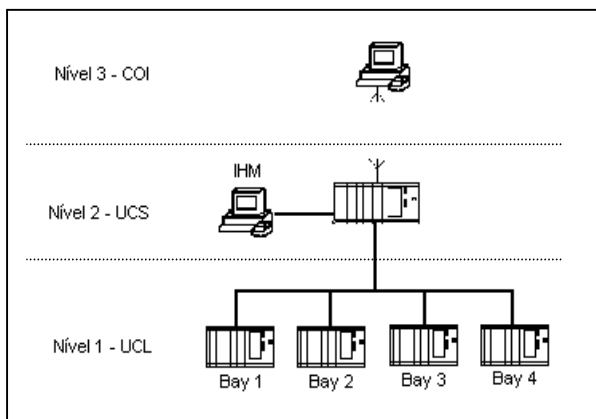 Nível 3 - COI
IHM
Nível 2 - UCS
Nível 1 - UCL
Bay 1 Bay 2 Bay 3 Bay 4